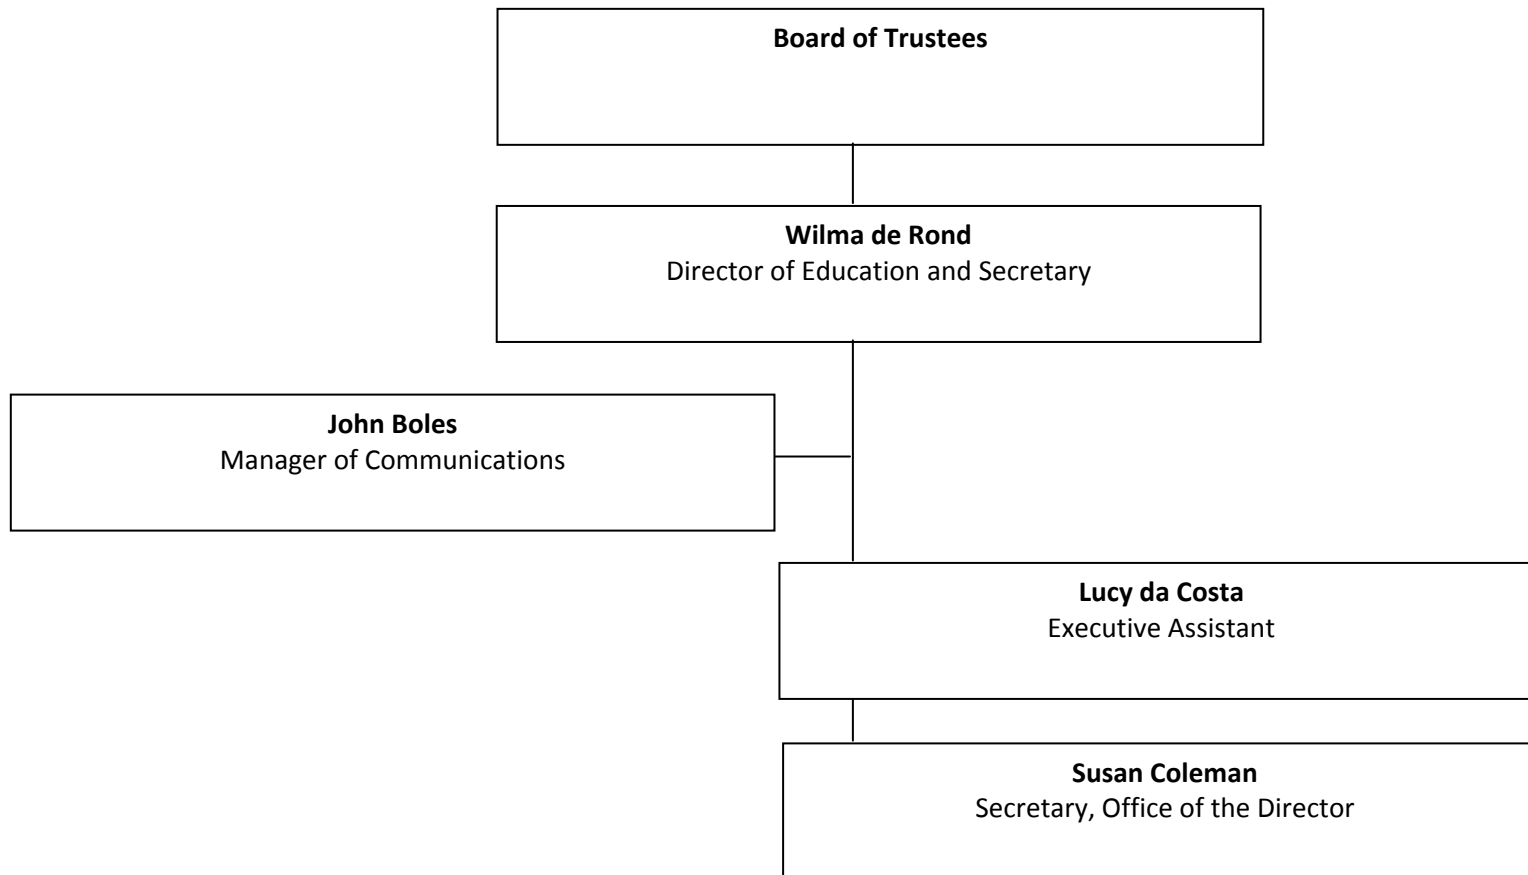 Board of Trustees
Wilma de Rond
Director of Education and Secretary
John Boles
Manager of Communications
Lucy da Costa
Executive Assistant
Susan Coleman
Secretary, Office of the Director